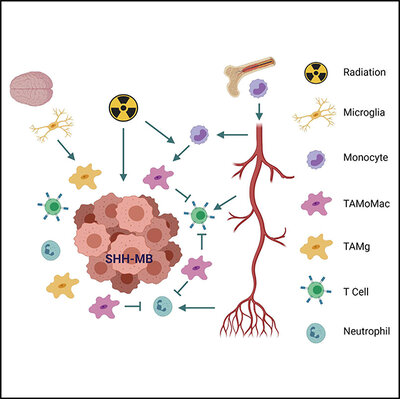 Radiation
Microglia
Monocyte
TAMoMac
TAMg
T Cell
Neutrophil
SHH-MB